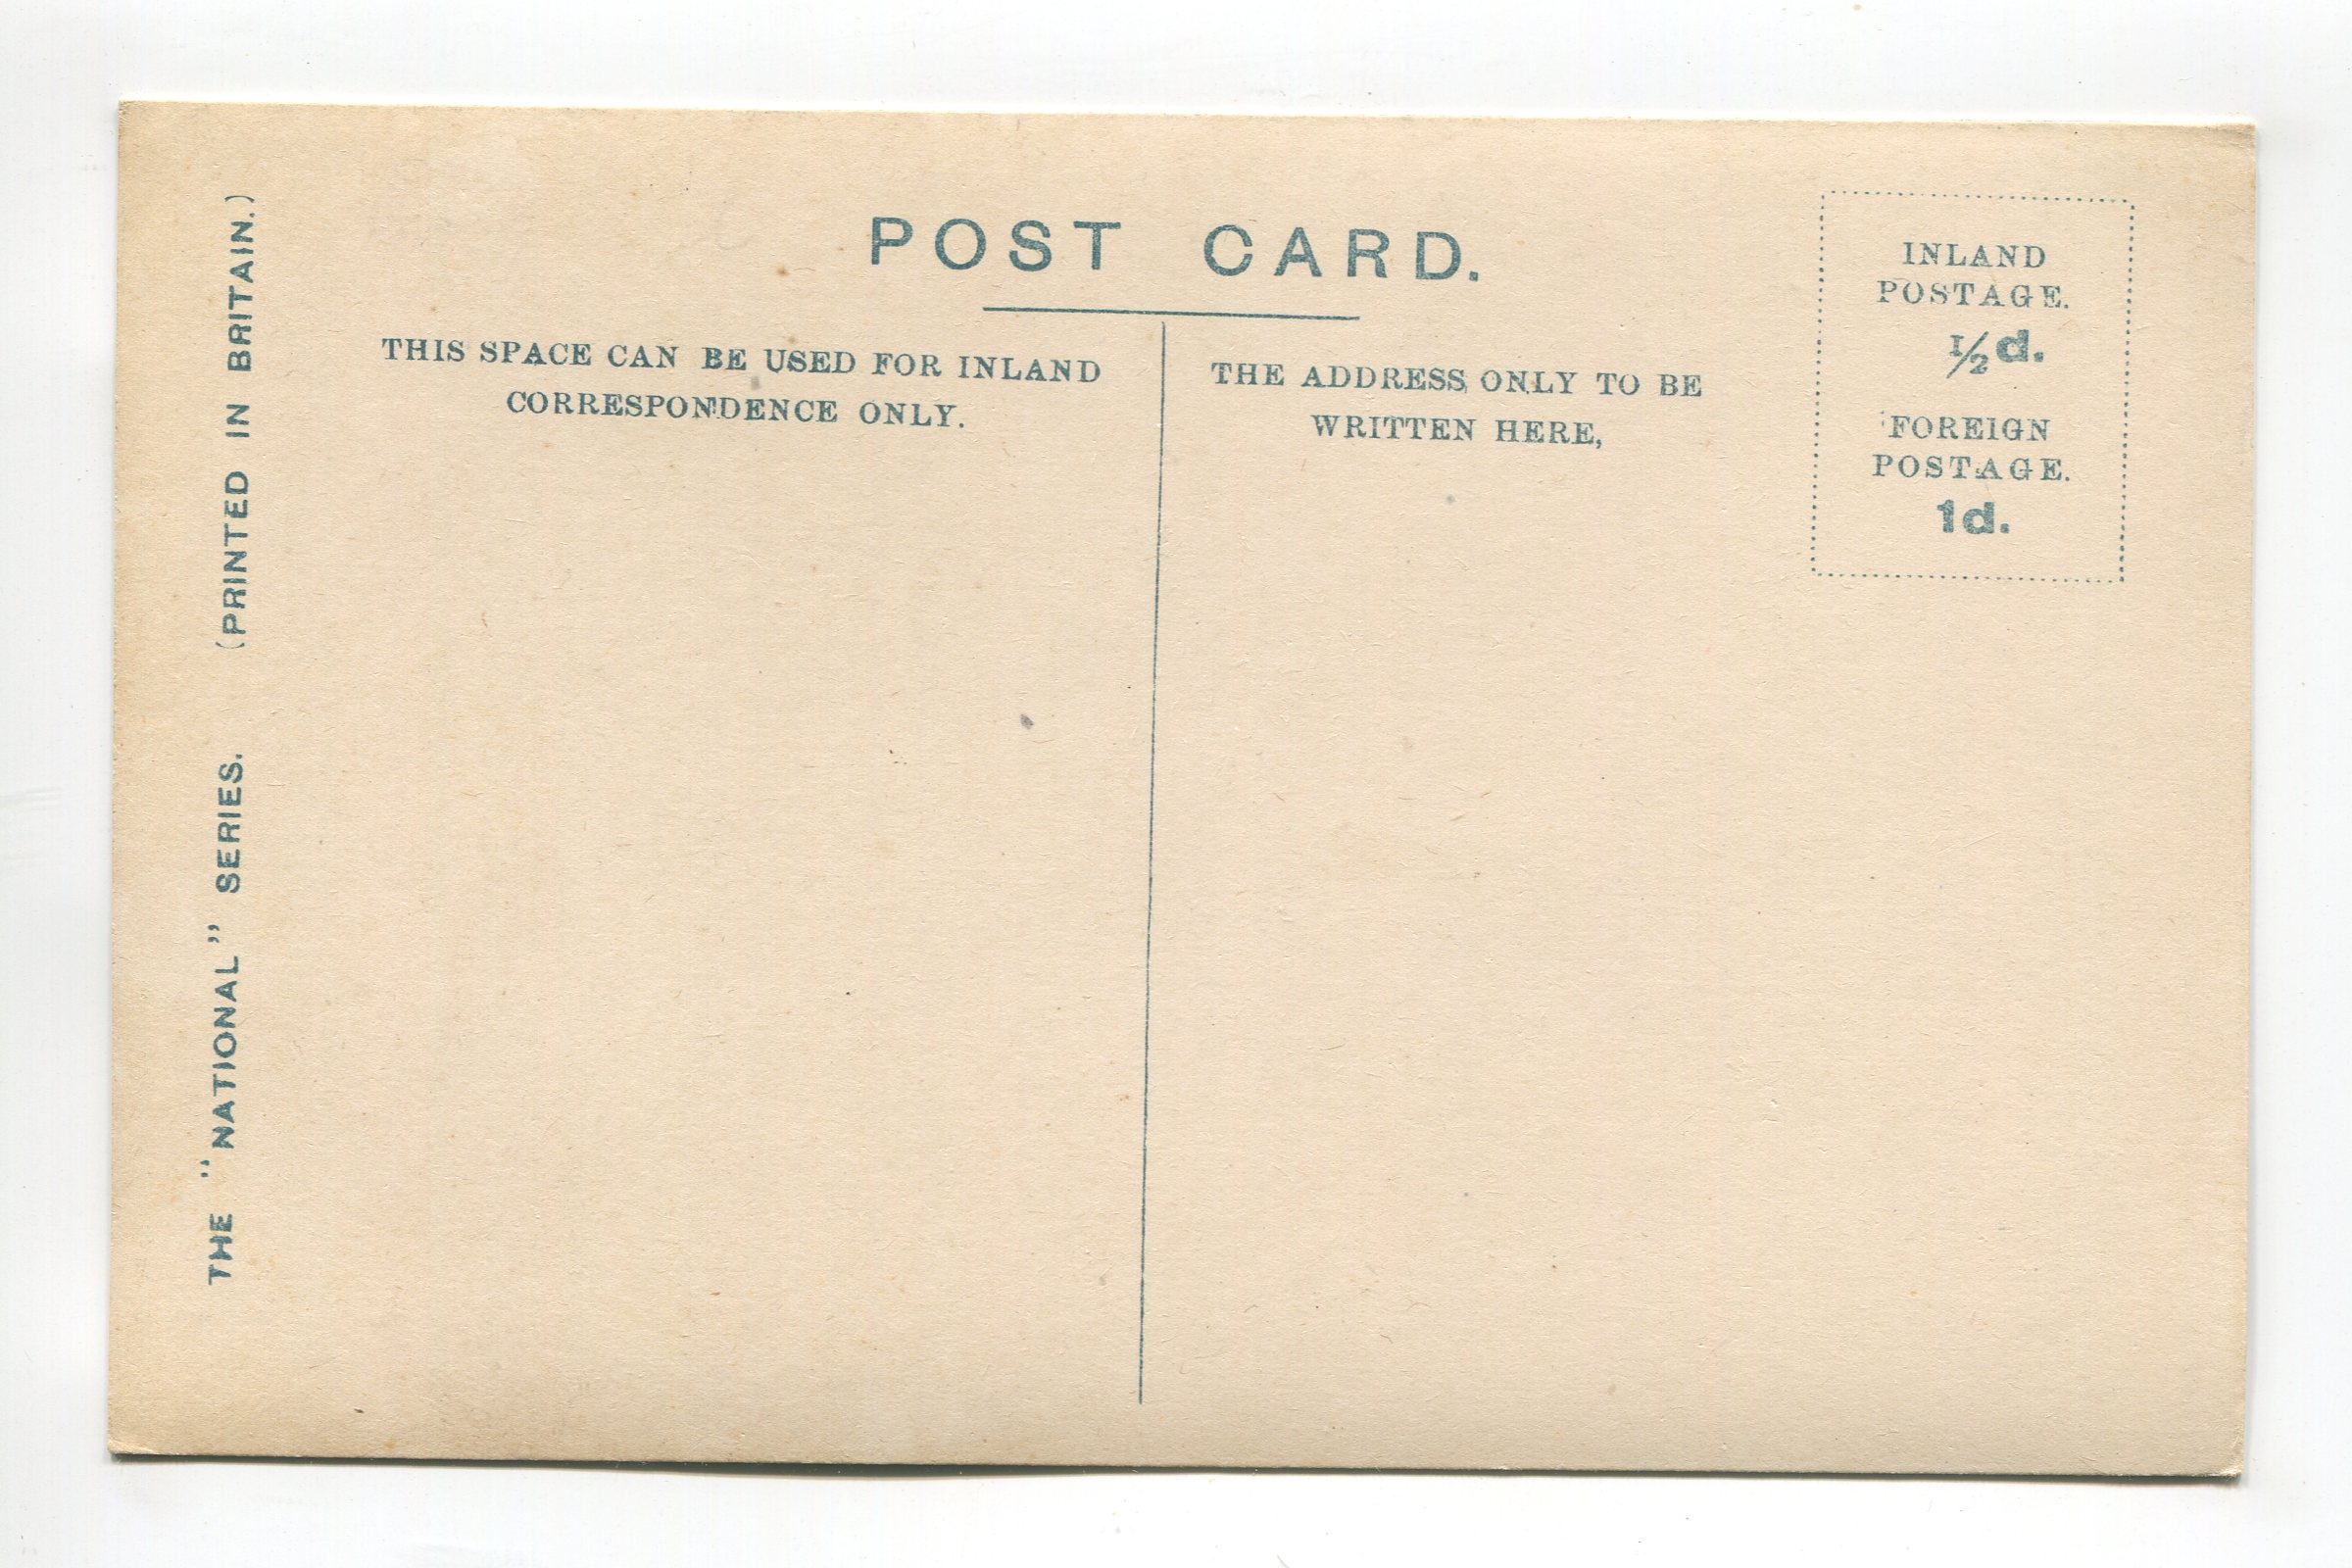 POST CARD.
THIS SPACE CAN BE USED FOR INLAND
CORRESPONDENCE ONLY.
THE ADDRESS ONLY TO BE
WRITTEN HERE,
INLAND
POSTAGE.
½d.
FOREIGN
POSTAGE.
1d.
THE "NATIONAL" SERIES. (PRINTED IN BRITAIN.)